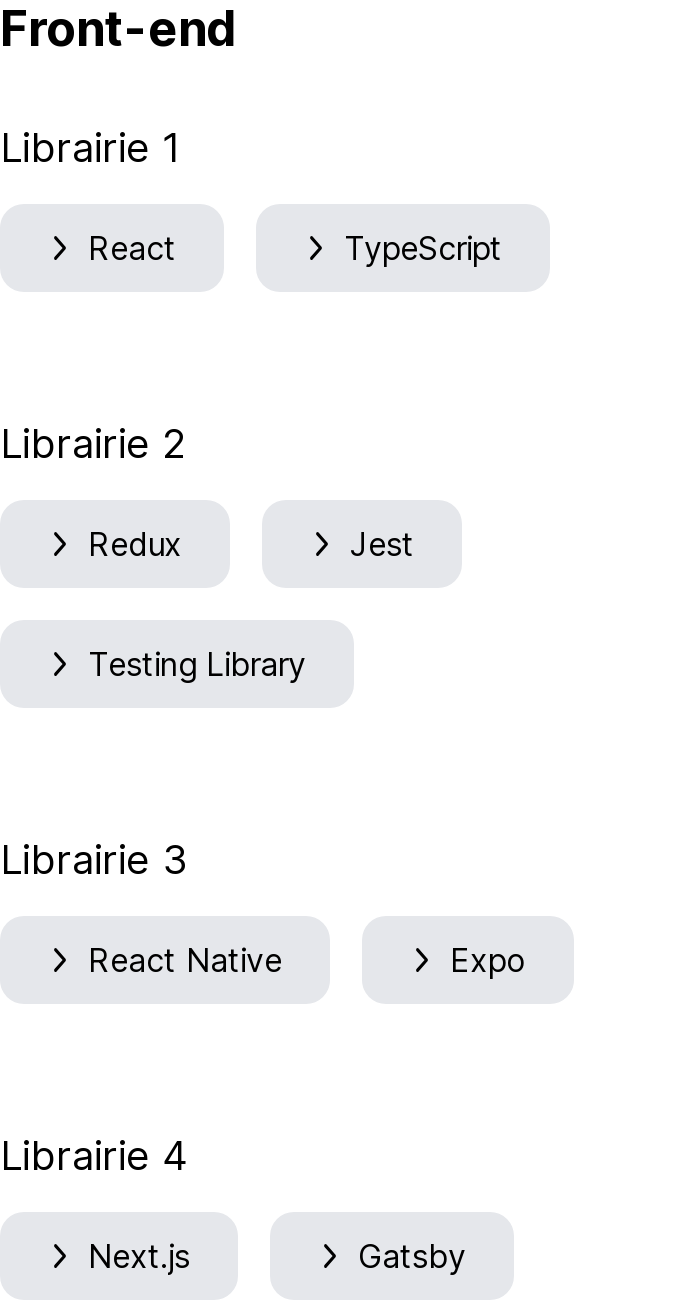 Front-end
Librairie 1
React TypeScript
Librairie 2
Redux Jest
Testing Library
Librairie 3
React Native Expo
Librairie 4
Next.js Gatsby